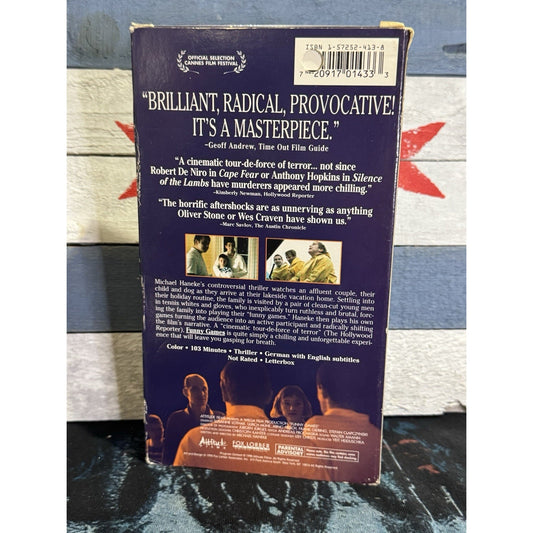 OFFICIAL SELECTION
CANNES FILM FESTIVAL
ISBN 1-57252-413-8
20917 01433 3
"BRILLIANT, RADICAL, PROVOCATIVE!
IT'S A MASTERPIECE."
–Geoff Andrew, Time Out Film Guide
"A cinematic tour-de-force of terror... not since
Robert De Niro in Cape Fear or Anthony Hopkins in Silence
of the Lambs have murderers appeared more chilling."
–Kimberly Newman, Hollywood Reporter
"The horrific aftershocks are as unnerving as anything
Oliver Stone or Wes Craven have shown us."
–Marc Savlov, The Austin Chronicle
Michael Haneke's controversial thriller watches an affluent couple, their
child and dog as they arrive at their lakeside vacation home. Settling into
their holiday routine, the family is visited by a pair of clean-cut young men
in tennis whites and gloves, who inexplicably turn ruthless and brutal, forc-
ing the family into playing their "funny games." Haneke then plays his own
games turning the audience into an active participant and radically shifting
the film's narrative. A "cinematic tour-de-force of terror" (The Hollywood
Reporter), Funny Games is quite simply a chilling and unforgettable experi-
ence that will leave you gasping for breath.
Color • 103 Minutes • Thriller • German with English subtitles
Not Rated • Letterbox
MICHAEL HANEKE
Attitude
FOX LORBER
PARENTAL
ADVISORY